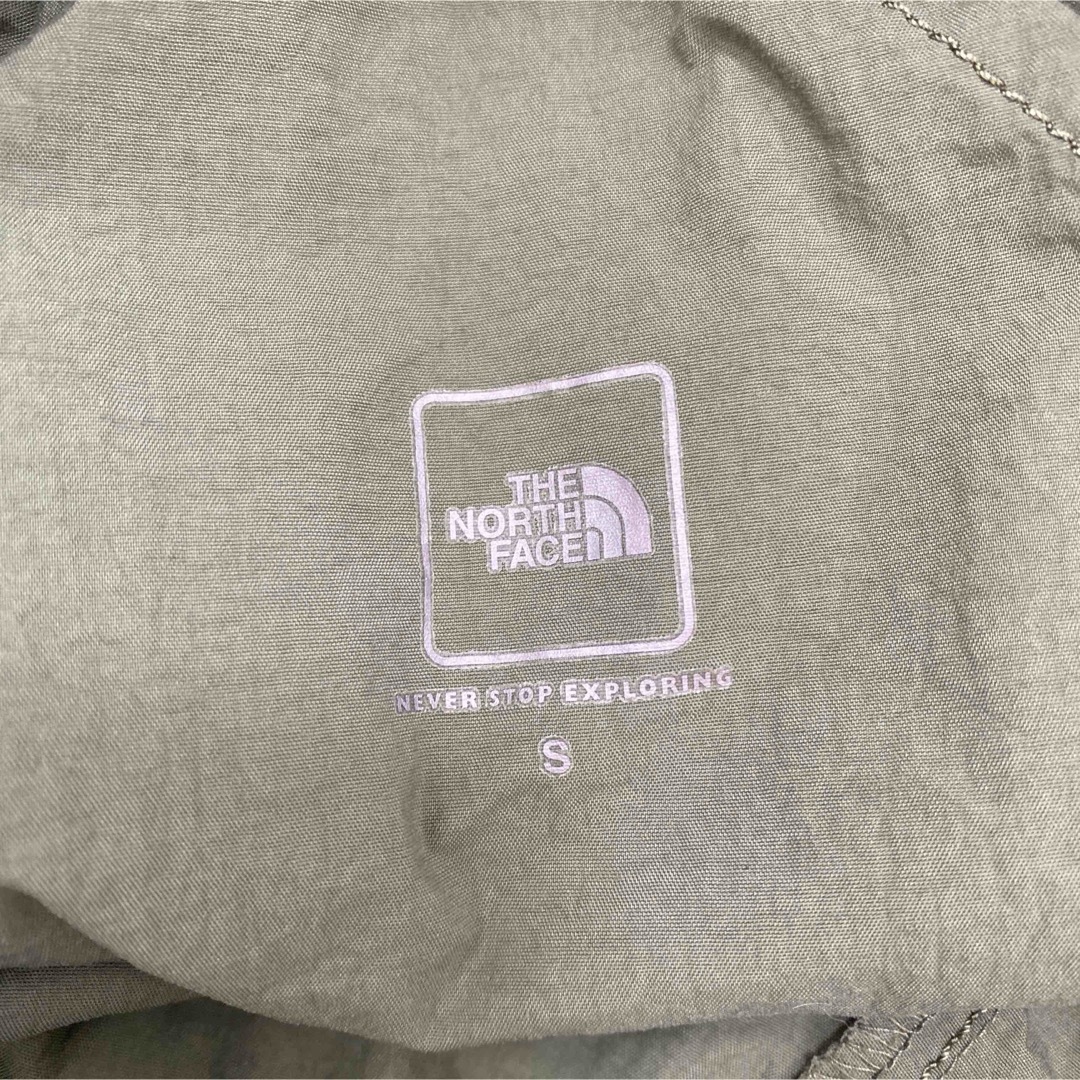 THE
NORTH
FACE
NEVER STOP EXPLORING
S